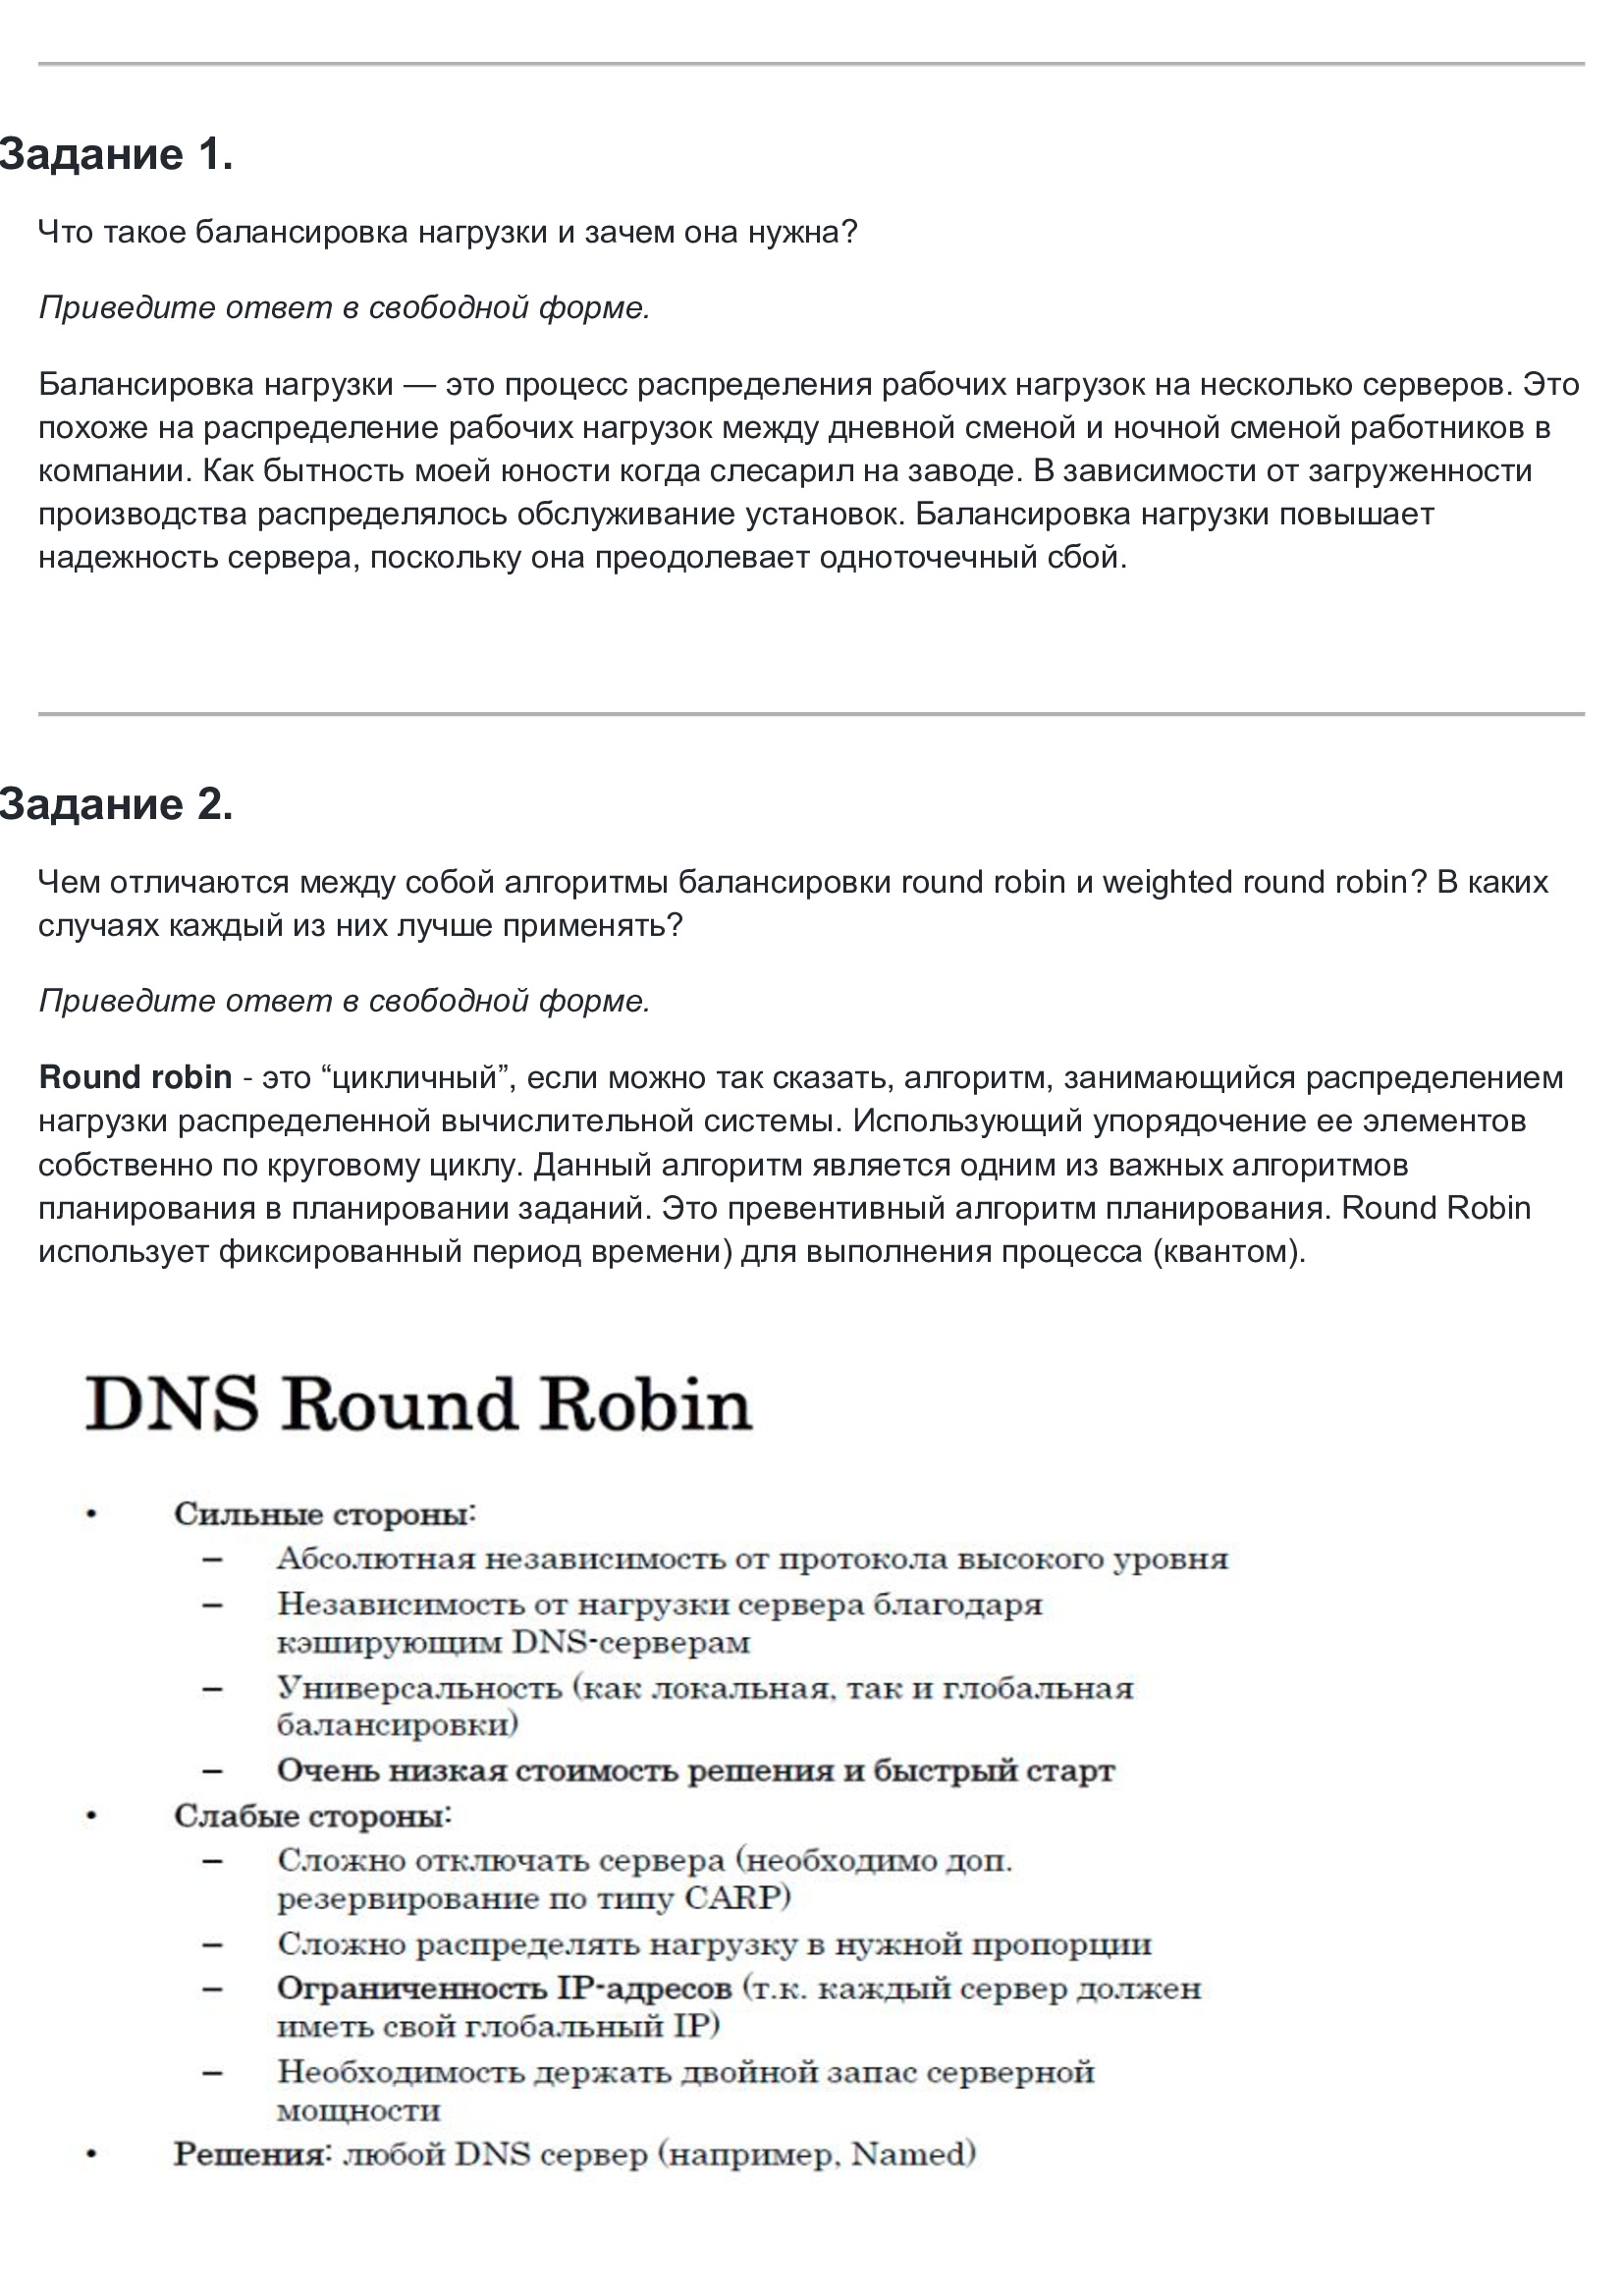 Задание 1.
Что такое балансировка нагрузки и зачем она нужна?
Приведите ответ в свободной форме.
Балансировка нагрузки — это процесс распределения рабочих нагрузок на несколько серверов. Это
похоже на распределение рабочих нагрузок между дневной сменой и ночной сменой работников в
компании. Как бытность моей юности когда слесарил на заводе. В зависимости от загруженности
производства распределялось обслуживание установок. Балансировка нагрузки повышает
надежность сервера, поскольку она преодолевает одноточечный сбой.
Задание 2.
Чем отличаются между собой алгоритмы балансировки round robin и weighted round robin? В каких
случаях каждый из них лучше применять?
Приведите ответ в свободной форме.
Round robin - это “цикличный”, если можно так сказать, алгоритм, занимающийся распределением
нагрузки распределенной вычислительной системы. Использующий упорядочение ее элементов
собственно по круговому циклу. Данный алгоритм является одним из важных алгоритмов
планирования в планировании заданий. Это превентивный алгоритм планирования. Round Robin
использует фиксированный период времени) для выполнения процесса (квантом).
DNS Round Robin
• Сильные стороны:
– Абсолютная независимость от протокола высокого уровня
– Независимость от нагрузки сервера благодаря
кэширующим DNS-серверам
– Универсальность (как локальная, так и глобальная
балансировки)
– Очень низкая стоимость решения и быстрый старт
• Слабые стороны:
– Сложно отключать сервера (необходимо доп.
резервирование по типу CARP)
– Сложно распределять нагрузку в нужной пропорции
– Ограниченность IP-адресов (т.к. каждый сервер должен
иметь свой глобальный IP)
– Необходимость держать двойной запас серверной
мощности
• Решения: любой DNS сервер (например, Named)